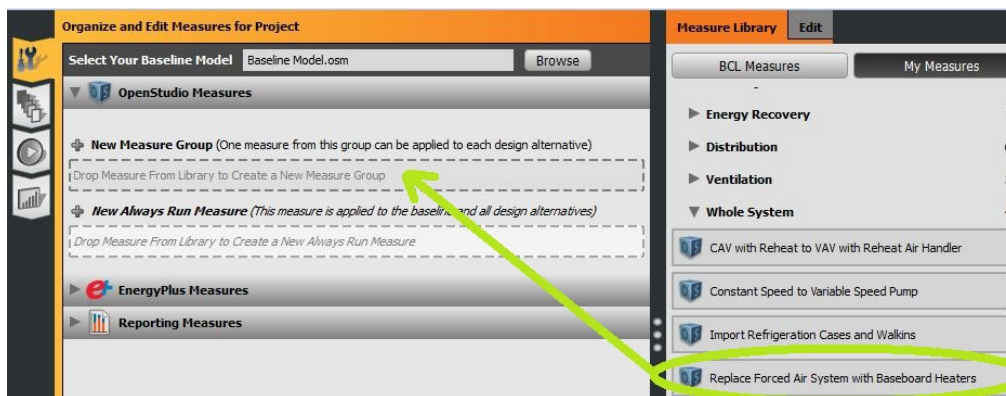 Organize and Edit Measures for Project
Select Your Baseline Model Baseline Model.osm Browse
OpenStudio Measures
New Measure Group (One measure from this group can be applied to each design alternative)
Drop Measure From Library to Create a New Measure Group
New Always Run Measure (This measure is applied to the baseline and all design alternatives)
Drop Measure From Library to Create a New Always Run Measure
EnergyPlus Measures
Reporting Measures
Measure Library Edit
BCL Measures My Measures
Energy Recovery
Distribution
Ventilation
Whole System
CAV with Reheat to VAV with Reheat Air Handler
Constant Speed to Variable Speed Pump
Import Refrigeration Cases and Walkins
Replace Forced Air System with Baseboard Heaters